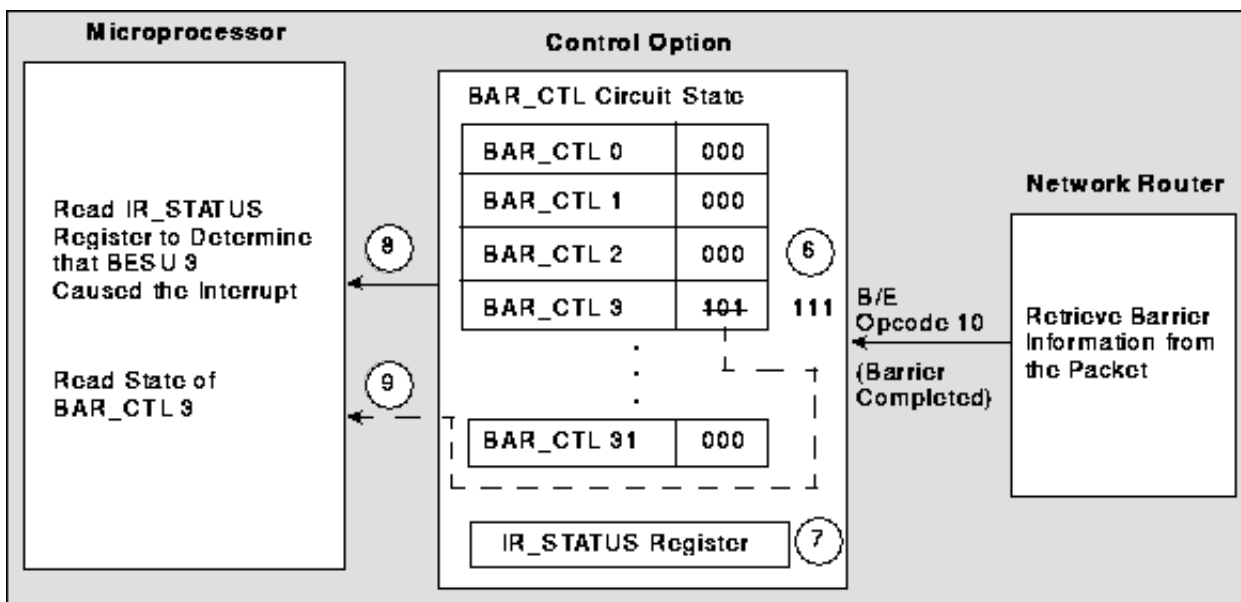 Microprocessor
Read IR_STATUS
Register to Determine
that BESU 3
Caused the Interrupt
Read State of
BAR_CTL 3
8
9
Control Option
BAR_CTL Circuit State
BAR_CTL 0 000
BAR_CTL 1 000
BAR_CTL 2 000
BAR_CTL 3 101 111
6
.
.
.
BAR_CTL 31 000
IR_STATUS Register
7
B/E
Opcode 10
(Barrier
Completed)
Network Router
Retrieve Barrier
Information from
the Packet